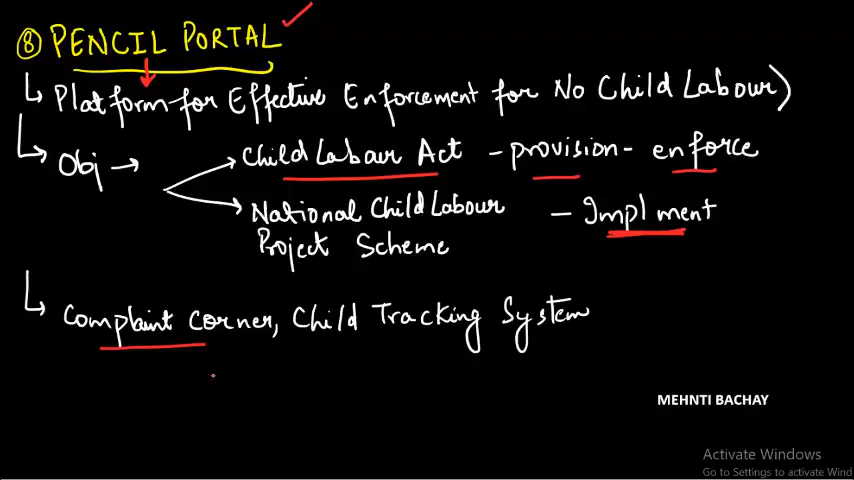 ⑧ PENCIL PORTAL
Platform for Effective Enforcement for No Child Labour)
Obj → Child Labour Act - provision - enforce
National Child Labour - Implment
Project Scheme
Complaint corner, Child Tracking System
MEHNTI BACHAY
Activate Windows
Go to Settings to activate Wind